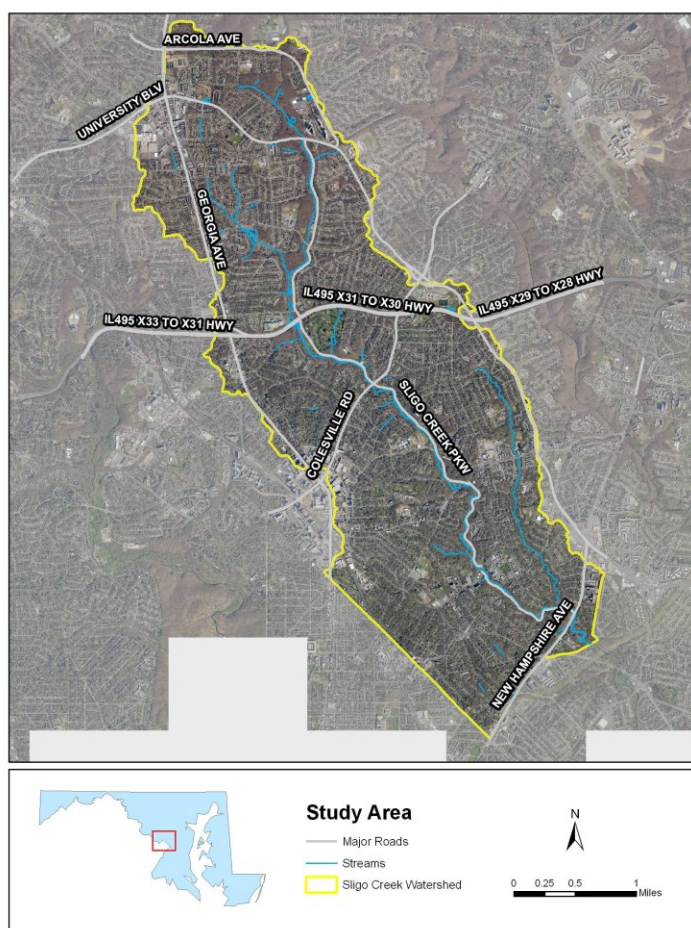 ARCOLA AVE
UNIVERSITY BLV
GEORGIA AVE
IL495 X31 TO X30 HWY
IL495 X29 TO X28 HWY
IL495 X33 TO X31 HWY
COLESVILLE RD
SLIGO CREEK PKW
NEW HAMPSHIRE AVE
Study Area
Major Roads
Streams
Sligo Creek Watershed
N
0 0.25 0.5 1
Miles